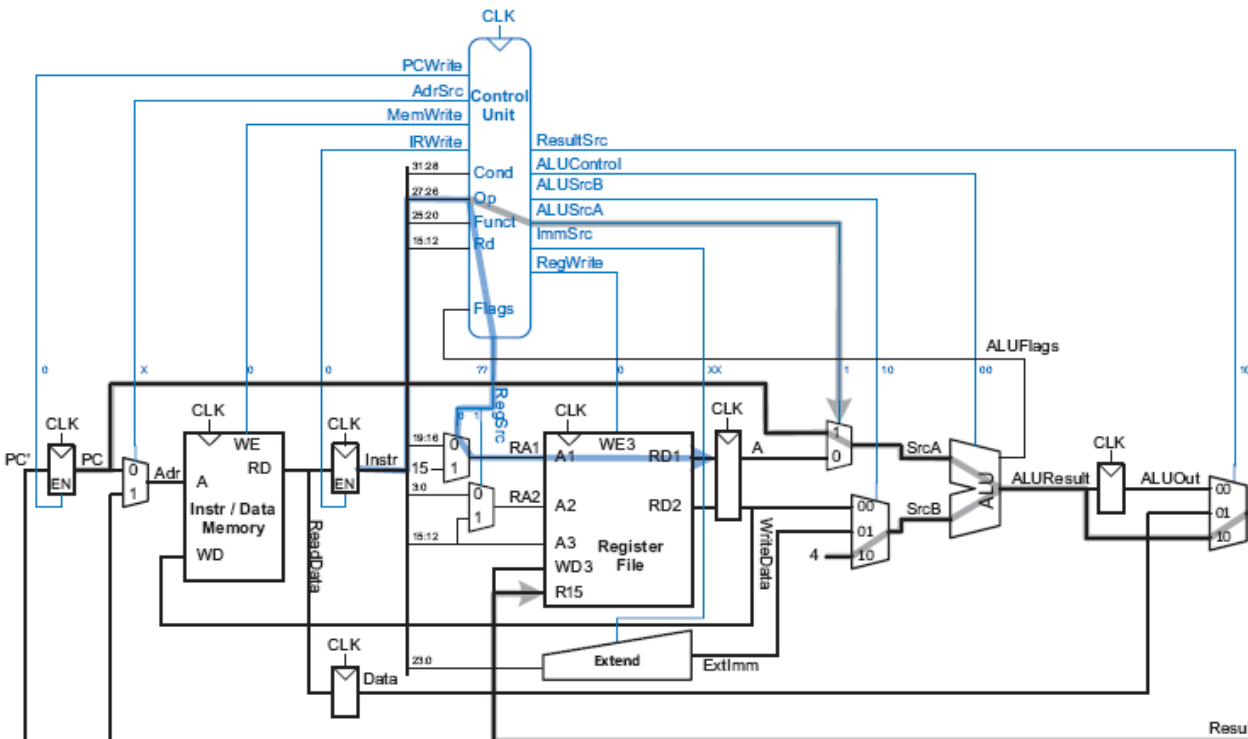 CLK
PCWrite
AdrSrc
Control
Unit
MemWrite
IRWrite
ResultSrc
ALUControl
ALUSrcB
ALUSrcA
ImmSrc
RegWrite
31:28
Cond
27:26
Op
25:20
Funct
15:12
Rd
Flags
ALUFlags
0
X
0
0
??
0
XX
1
10
00
10
RegSrc
0
1
CLK
CLK
CLK
CLK
CLK
CLK
PC'
PC
EN
0
1
Adr
WE
RD
A
Instr / Data
Memory
WD
EN
Instr
ReadData
19:16
0
15
1
RA1
3:0
0
1
RA2
15:12
WE3
A1
RD1
A2
RD2
A3
Register
File
WD3
R15
A
WriteData
1
0
SrcA
00
01
10
4
SrcB
ALU
ALUResult
ALUOut
00
01
10
Extend
ExtImm
23:0
CLK
Data
Resu